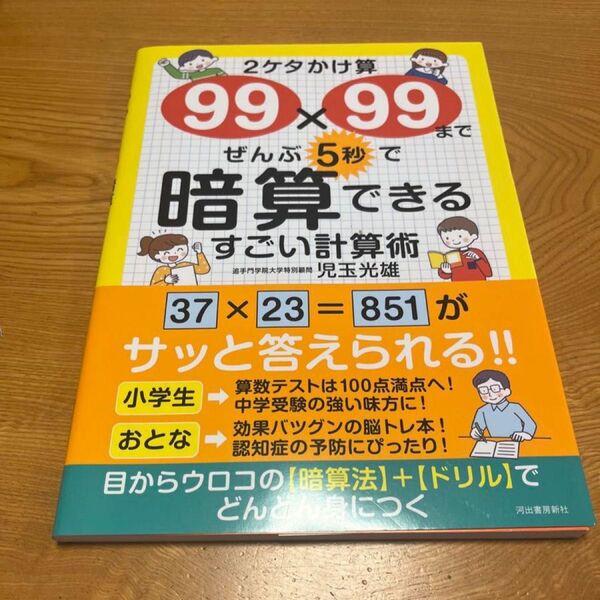 2ケタかけ算
99×99まで
ぜんぶ5秒で
暗算できる
すごい計算術
追手門学院大学特別顧問 児玉光雄
37×23=851が
サッと答えられる!!
小学生→算数テストは100点満点へ!
中学受験の強い味方に!
おとな→効果バツグンの脳トレ本!
認知症の予防にぴったり!
目からウロコの【暗算法】+【ドリル】で
どんどん身につく
河出書房新社